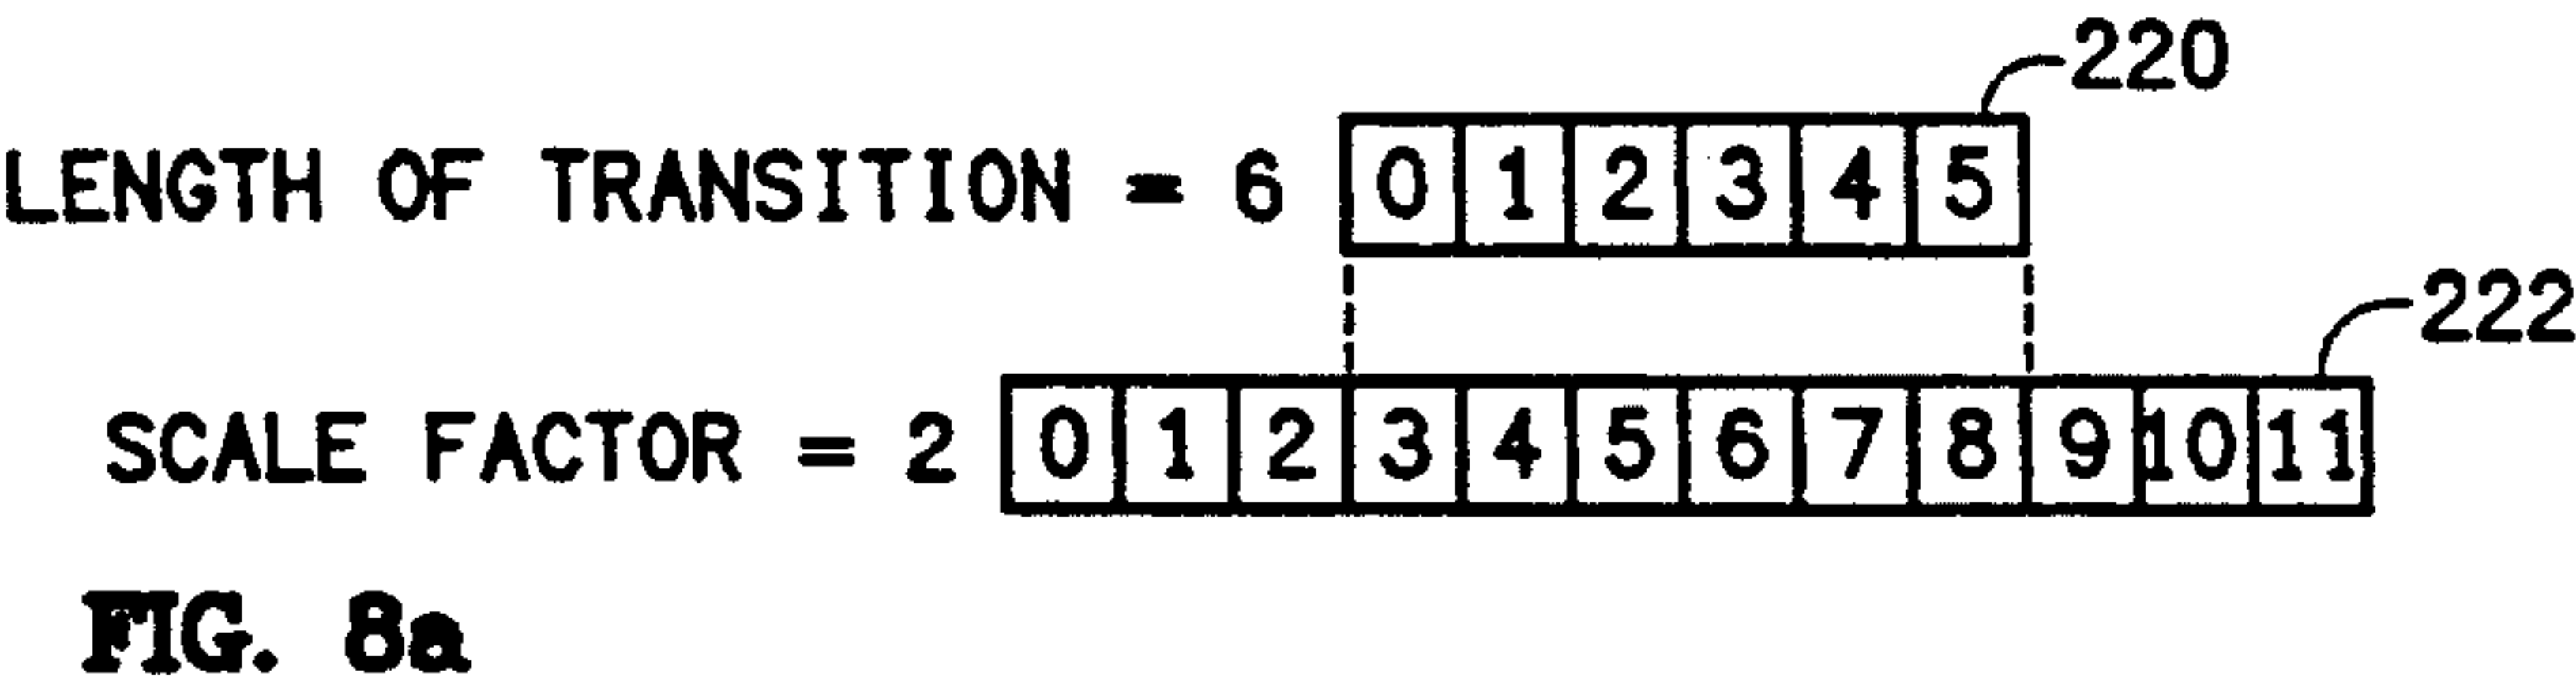 220
LENGTH OF TRANSITION = 6 0 1 2 3 4 5
222
SCALE FACTOR = 2 0 1 2 3 4 5 6 7 8 9 10 11
FIG. 8a